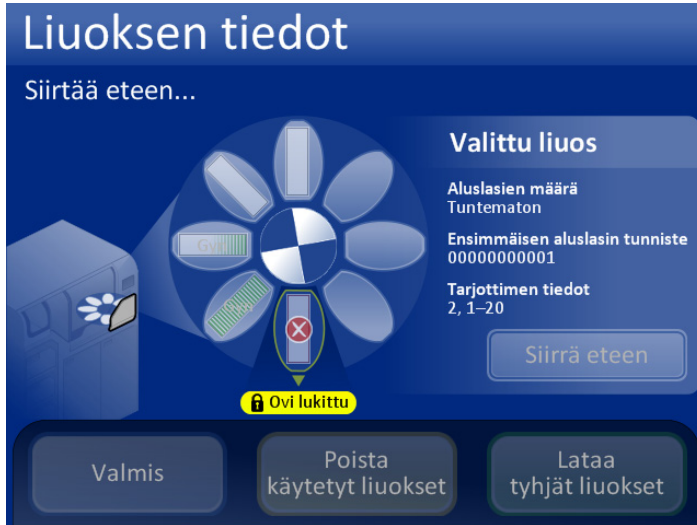 Liuoksen tiedot
Siirtää eteen...
Valittu liuos
Aluslasien määrä
Tuntematon
Ensimmäisen aluslasin tunniste
00000000001
Tarjottimen tiedot
2, 1–20
Siirrä eteen
Ovi lukittu
Valmis
Poista
käytetyt liuokset
Lataa
tyhjät liuokset